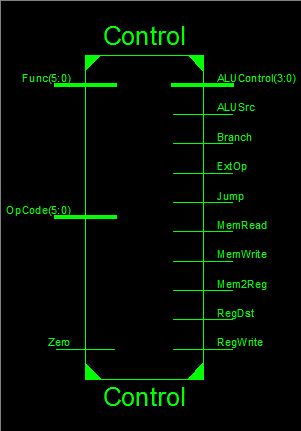 Control
Func(5:0)
ALUControl(3:0)
ALUSrc
Branch
ExtOp
Jump
OpCode(5:0)
MemRead
MemWrite
Mem2Reg
RegDst
Zero
RegWrite
Control